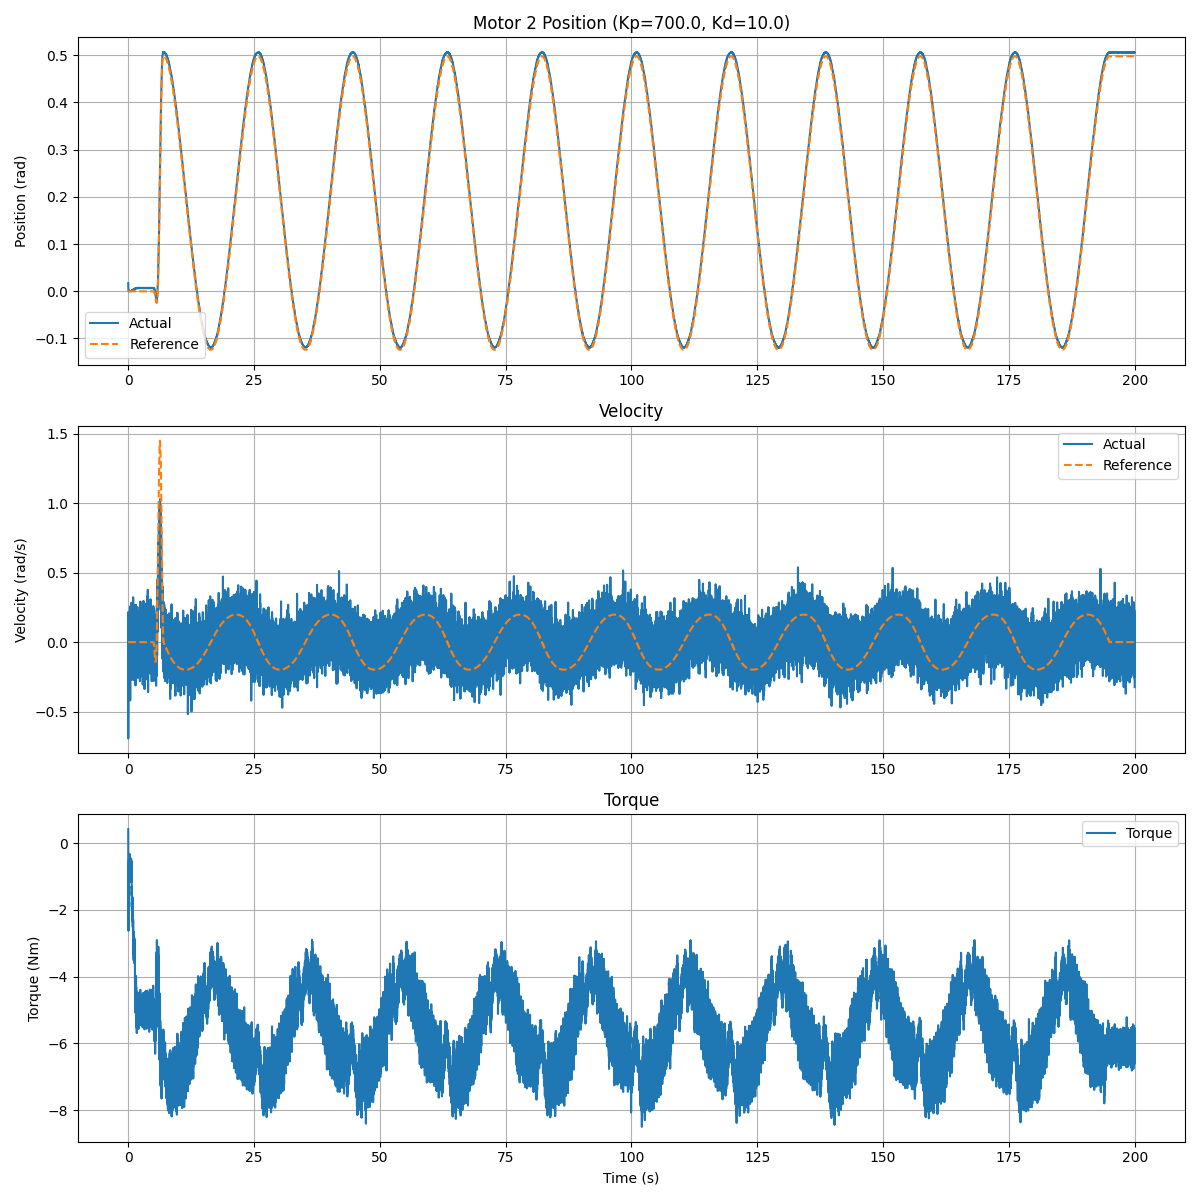 Motor 2 Position (Kp=700.0, Kd=10.0)
Position (rad)
0.5
0.4
0.3
0.2
0.1
0.0
−0.1
Actual
Reference
0 25 50 75 100 125 150 175 200
Velocity
Velocity (rad/s)
1.5
1.0
0.5
0.0
−0.5
Actual
Reference
0 25 50 75 100 125 150 175 200
Torque
Torque (Nm)
0
−2
−4
−6
−8
Torque
0 25 50 75 100 125 150 175 200
Time (s)